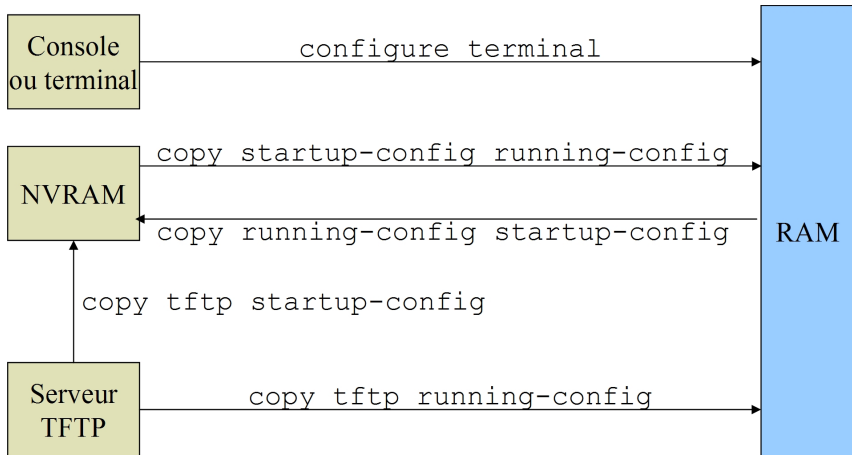 Console
ou terminal
configure terminal
copy startup-config running-config
NVRAM
copy running-config startup-config
RAM
copy tftp startup-config
Serveur
TFTP
copy tftp running-config